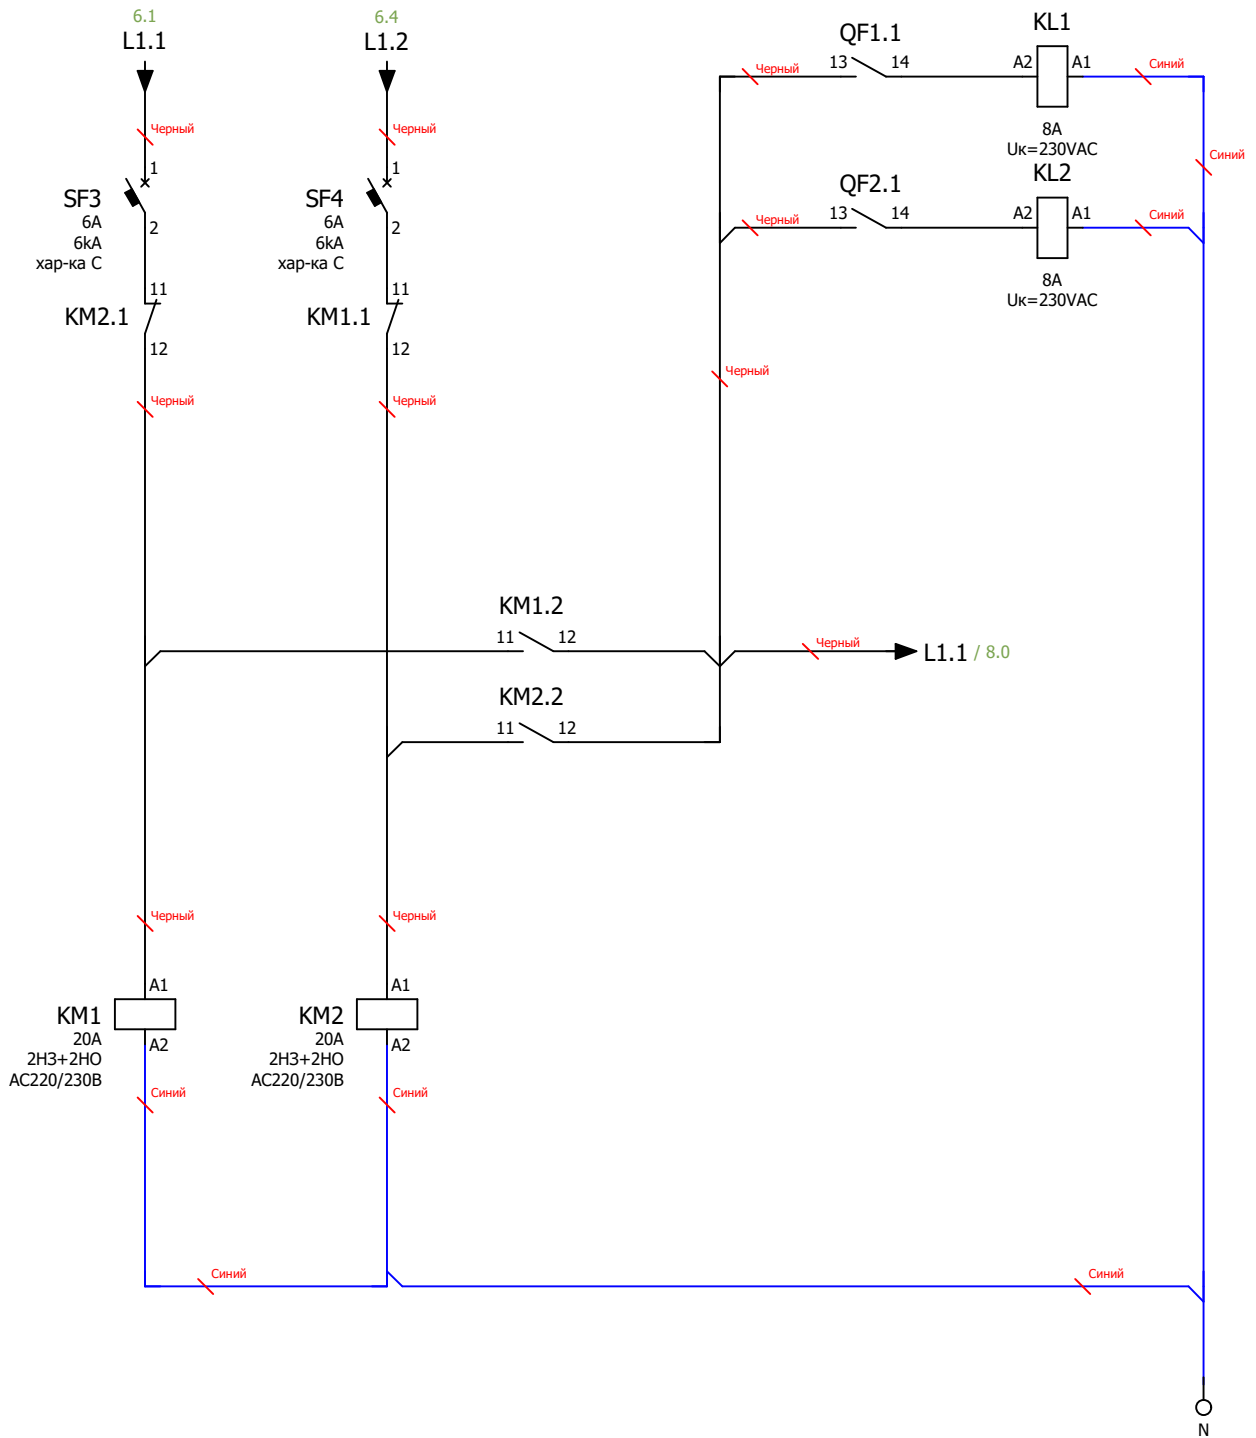 6.1
L1.1
6.4
L1.2
QF1.1
KL1
13
14
A2
A1
Черный
Синий
8A
Uк=230VAC
Черный
Черный
Синий
1
SF3
6A
6kA
хар-ка C
2
1
SF4
6A
6kA
хар-ка C
2
QF2.1
KL2
13
14
A2
A1
Черный
Синий
8A
Uк=230VAC
11
KM2.1
12
11
KM1.1
12
Черный
Черный
Черный
KM1.2
11
12
Черный
L1.1 / 8.0
KM2.2
11
12
Черный
Черный
A1
KM1
20A
2НЗ+2НО
AC220/230В
A2
A1
KM2
20A
2НЗ+2НО
AC220/230В
A2
Синий
Синий
Синий
Синий
N